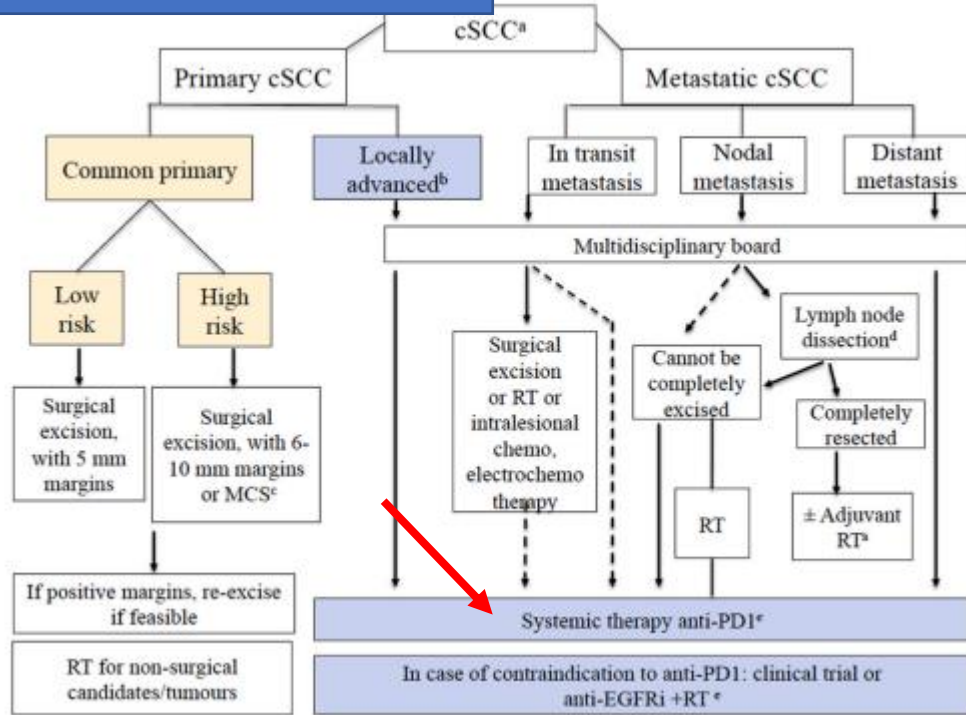 cSCCᵃ
Primary cSCC
Metastatic cSCC
Common primary
Locally
advancedᵇ
In transit
metastasis
Nodal
metastasis
Distant
metastasis
Multidisciplinary board
Low
risk
High
risk
Surgical
excision,
with 5 mm
margins
Surgical
excision, with 6-
10 mm margins
or MCSᶜ
Surgical
excision
or RT or
intralesional
chemo,
electrochemo
therapy
Cannot be
completely
excised
Lymph node
dissectionᵈ
Completely
resected
RT
± Adjuvant
RTᵃ
If positive margins, re-excise
if feasible
RT for non-surgical
candidates/tumours
Systemic therapy anti-PD1ᵉ
In case of contraindication to anti-PD1: clinical trial or
anti-EGFRi +RT ᵉ